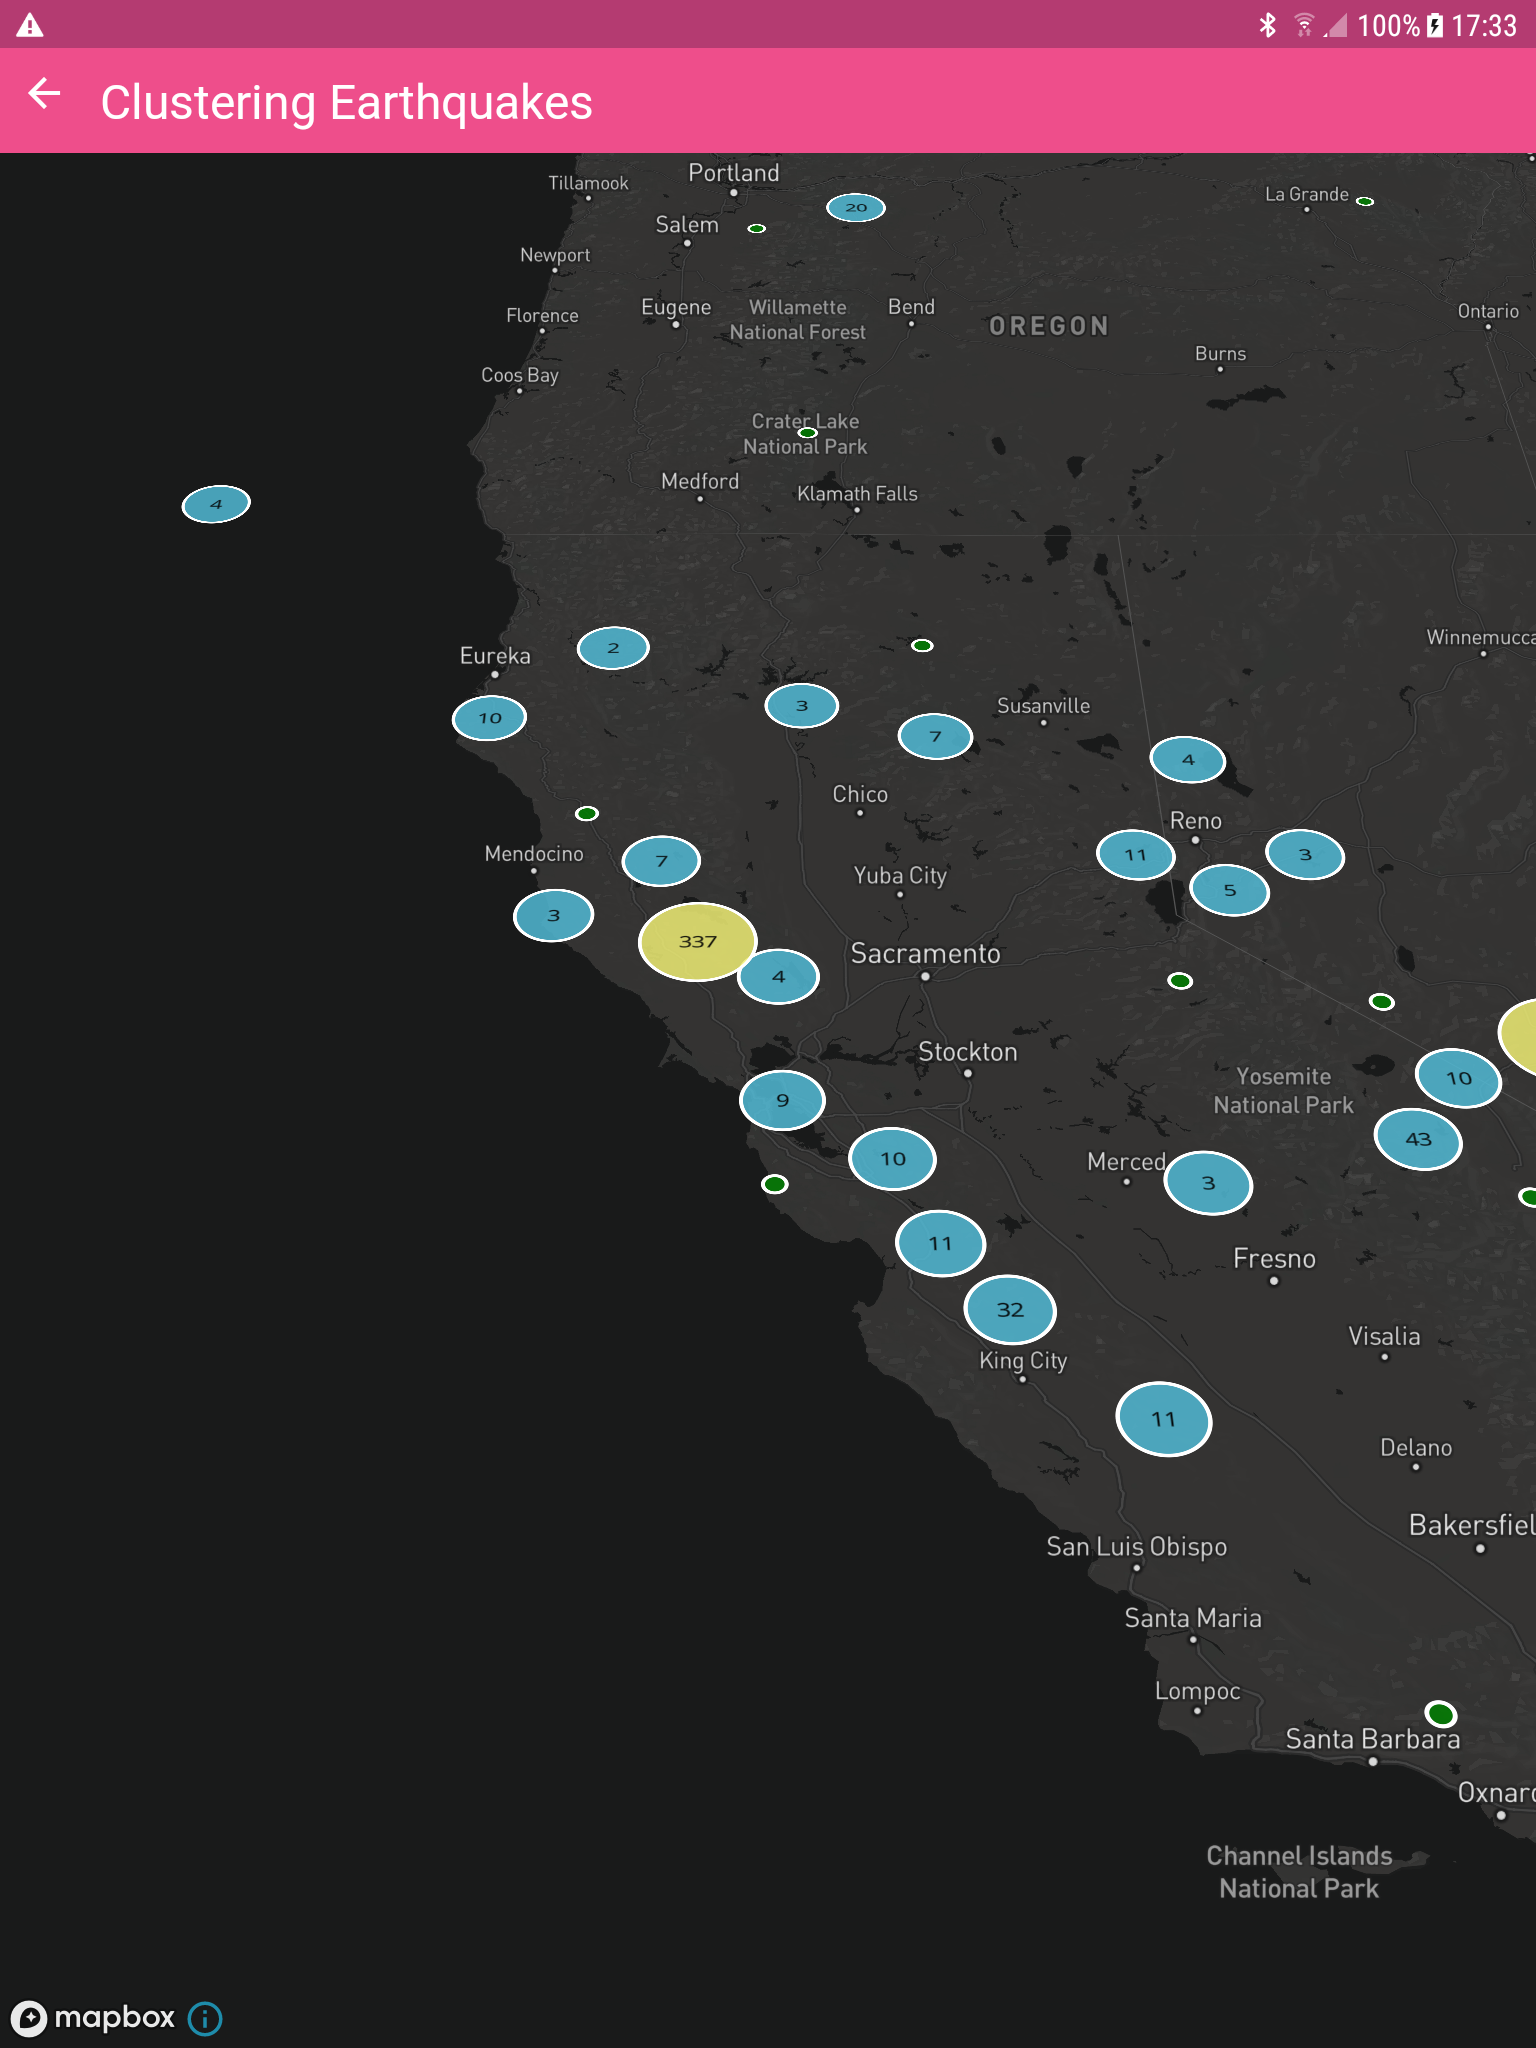 100% 17:33
Clustering Earthquakes
Portland
Tillamook
La Grande
20
Salem
Newport
Eugene
Willamette
National Forest
Bend
Florence
OREGON
Ontario
Burns
Coos Bay
Crater Lake
National Park
Medford
Klamath Falls
4
Winnemucca
2
Eureka
3
Susanville
10
7
4
Chico
Reno
Mendocino
7
11
3
Yuba City
5
3
337
Sacramento
4
Stockton
Yosemite
National Park
10
9
43
10
Merced
3
11
Fresno
32
Visalia
King City
11
Delano
Bakersfiel
San Luis Obispo
Santa Maria
Lompoc
Santa Barbara
Oxnard
Channel Islands
National Park
mapbox